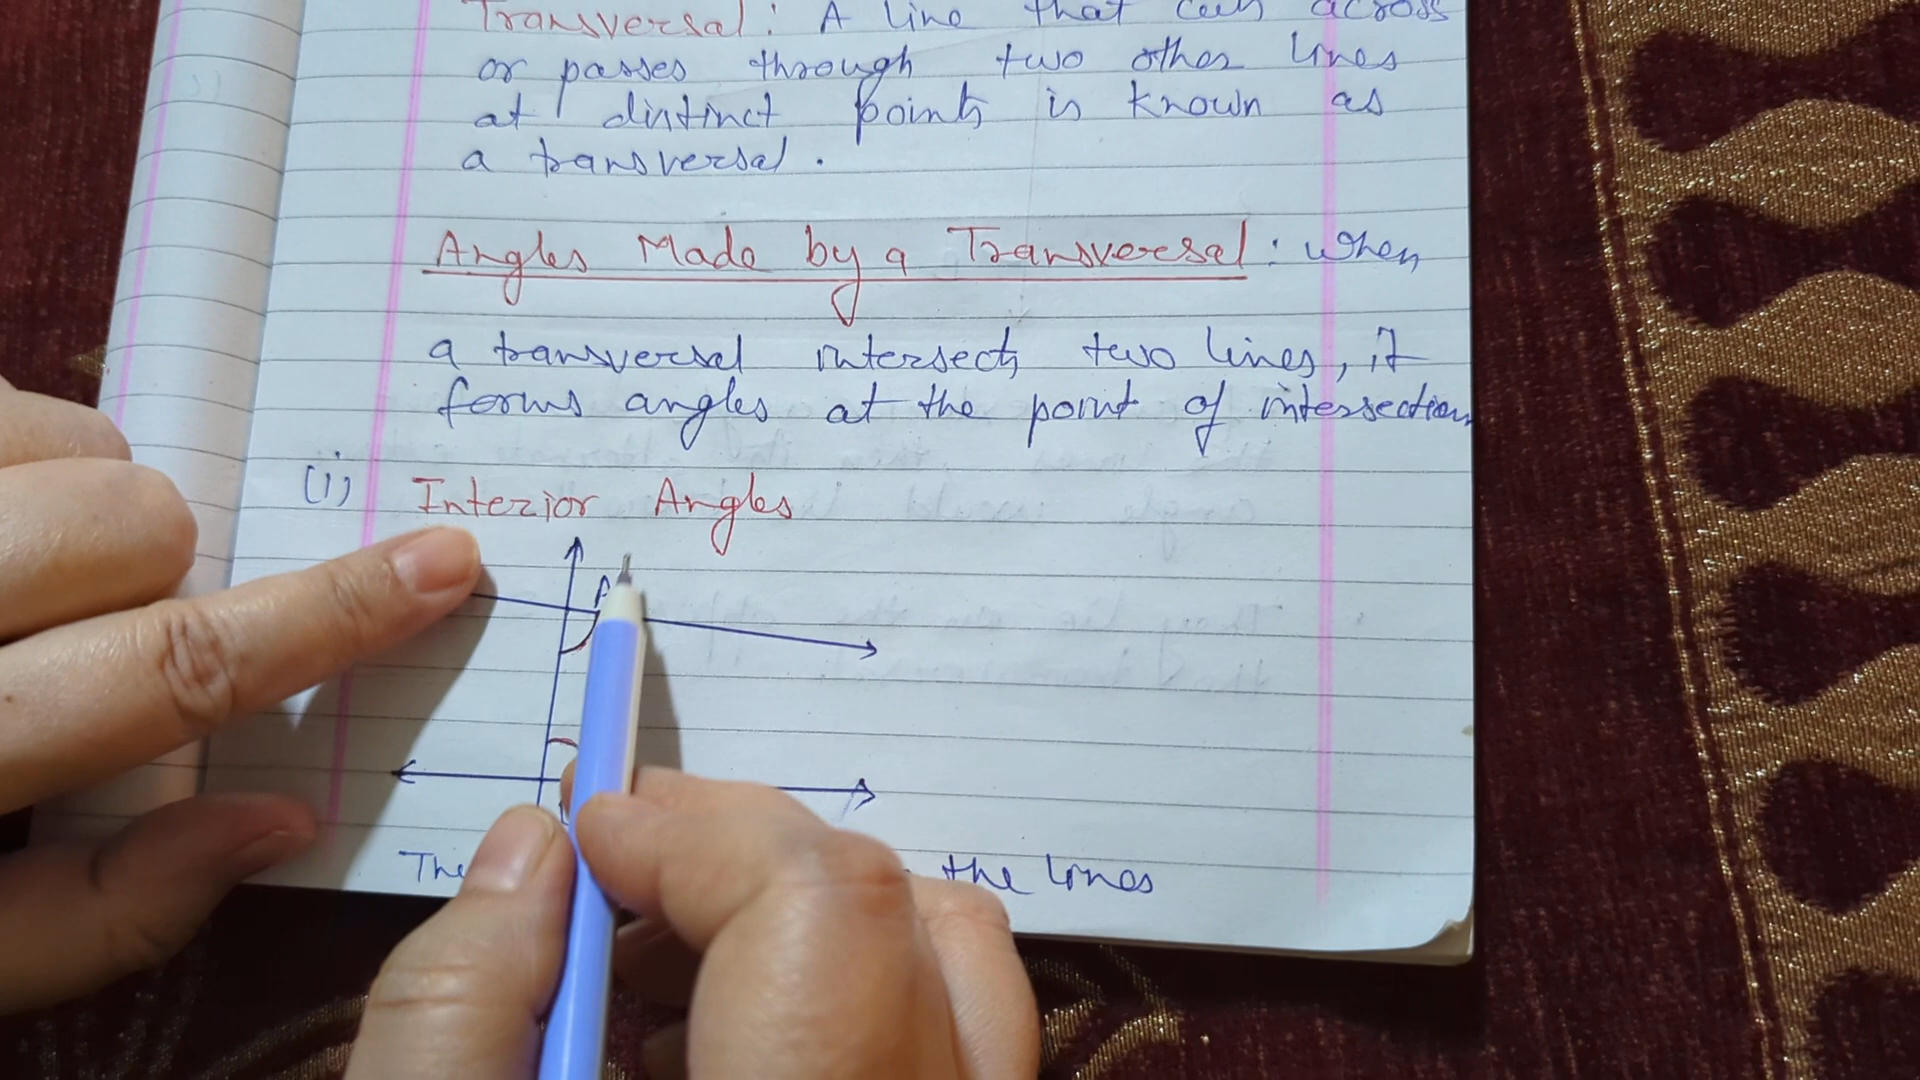 Transversal: A line that cuts across
or passes through two other lines
at distinct points is known as
a transversal.
Angles Made by a Transversal: When
a transversal intersects two lines, it
forms angles at the point of intersection
(i) Interior Angles
A
The
the lines